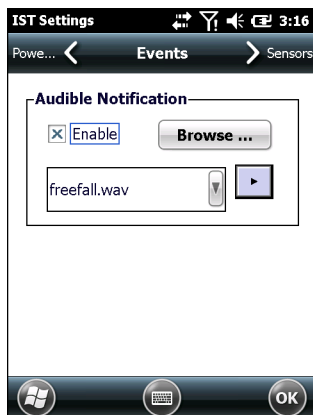 IST Settings 3:16
Powe... Events Sensors
Audible Notification
Enable Browse ...
freefall.wav
OK